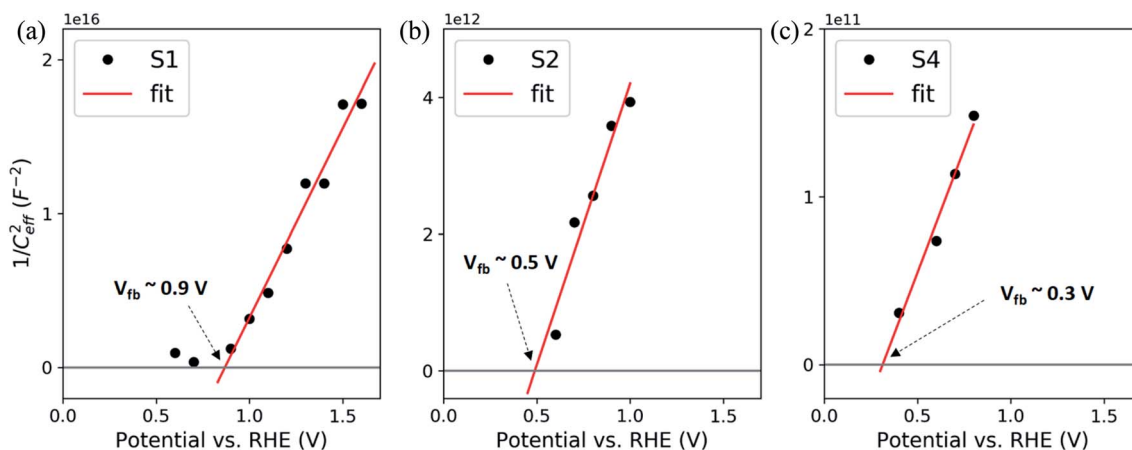 (a)
1e16
S1
fit
2
1
0
1/C²eff (F⁻²)
Vfb ~ 0.9 V
0.0 0.5 1.0 1.5
Potential vs. RHE (V)
(b)
1e12
S2
fit
4
2
0
Vfb ~ 0.5 V
0.0 0.5 1.0 1.5
Potential vs. RHE (V)
(c)
1e11
S4
fit
2
1
0
Vfb ~ 0.3 V
0.0 0.5 1.0 1.5
Potential vs. RHE (V)